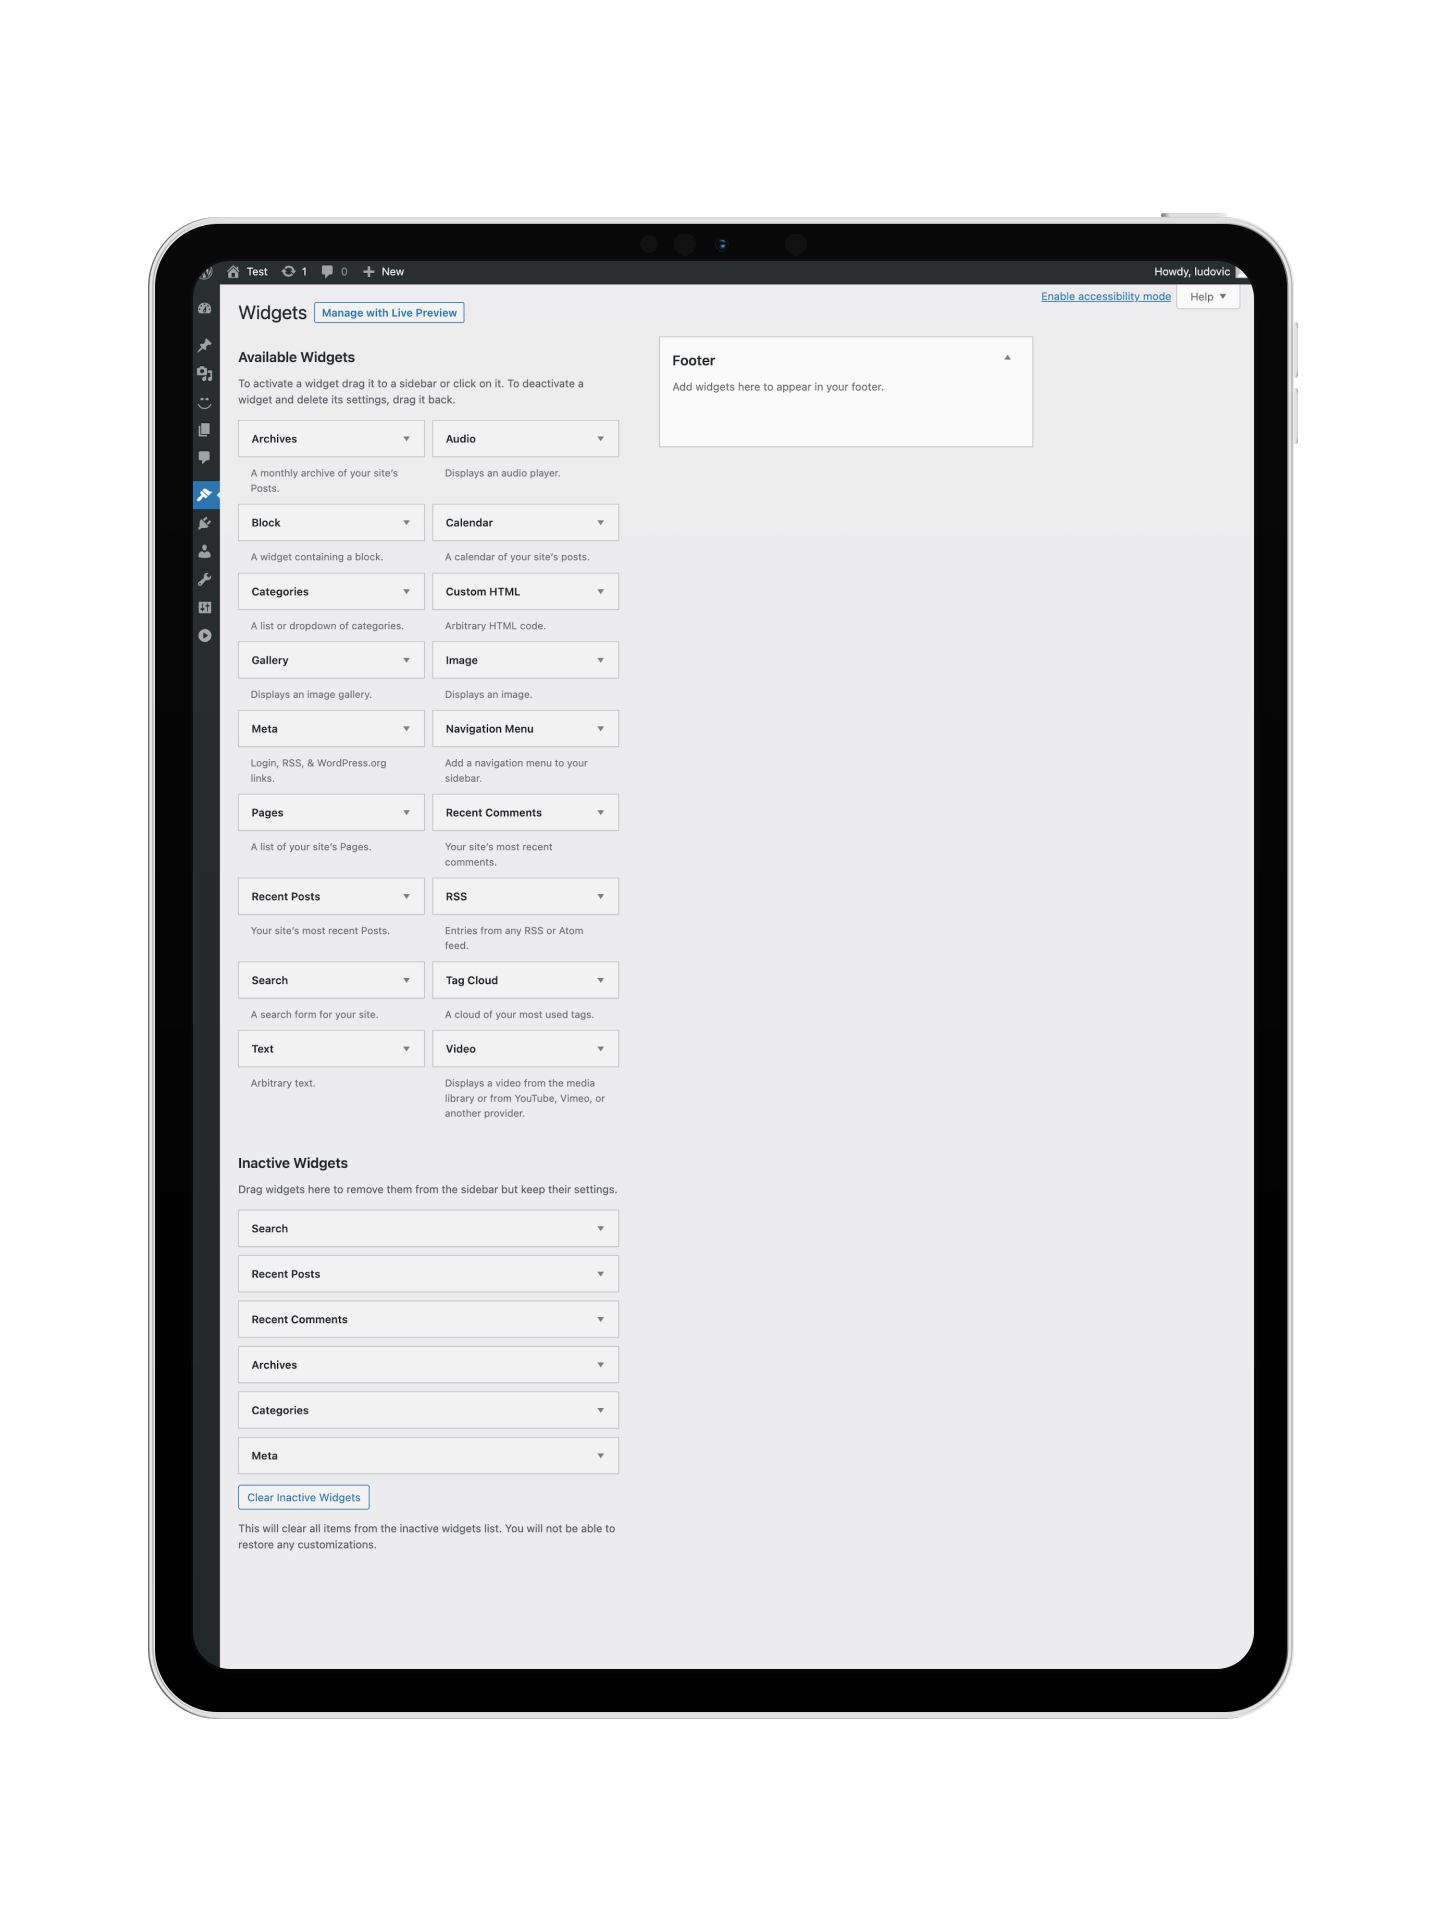 Test
1
0
New
Howdy, ludovic
Enable accessibility mode
Help
Widgets
Manage with Live Preview
Available Widgets
To activate a widget drag it to a sidebar or click on it. To deactivate a
widget and delete its settings, drag it back.
Archives
Audio
A monthly archive of your site's
Posts.
Displays an audio player.
Block
Calendar
A widget containing a block.
A calendar of your site's posts.
Categories
Custom HTML
A list or dropdown of categories.
Arbitrary HTML code.
Gallery
Image
Displays an image gallery.
Displays an image.
Meta
Navigation Menu
Login, RSS, & WordPress.org
links.
Add a navigation menu to your
sidebar.
Pages
Recent Comments
A list of your site's Pages.
Your site's most recent
comments.
Recent Posts
RSS
Your site's most recent Posts.
Entries from any RSS or Atom
feed.
Search
Tag Cloud
A search form for your site.
A cloud of your most used tags.
Text
Video
Arbitrary text.
Displays a video from the media
library or from YouTube, Vimeo, or
another provider.
Inactive Widgets
Drag widgets here to remove them from the sidebar but keep their settings.
Search
Recent Posts
Recent Comments
Archives
Categories
Meta
Clear Inactive Widgets
This will clear all items from the inactive widgets list. You will not be able to
restore any customizations.
Footer
Add widgets here to appear in your footer.